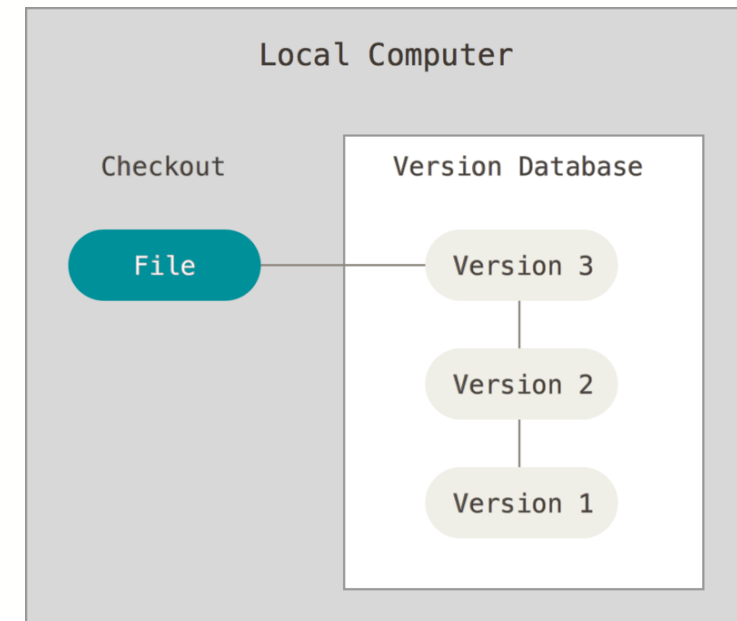 Local Computer
Checkout
Version Database
File
Version 3
Version 2
Version 1